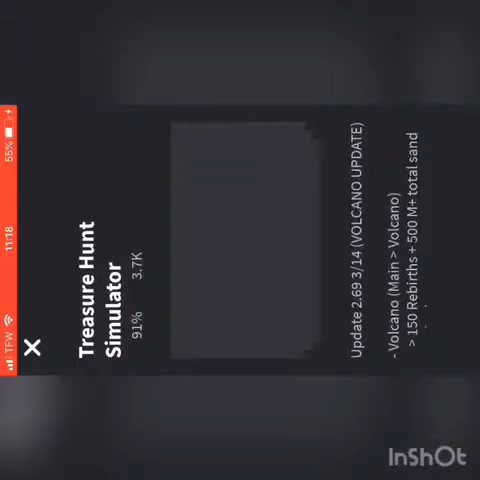 TFW 11:18 55%
Treasure Hunt
Simulator
91% 3.7K
Update 2.69 3/14 (VOLCANO UPDATE)
- Volcano (Main > Volcano)
> 150 Rebirths + 500 M+ total sand
InShOt